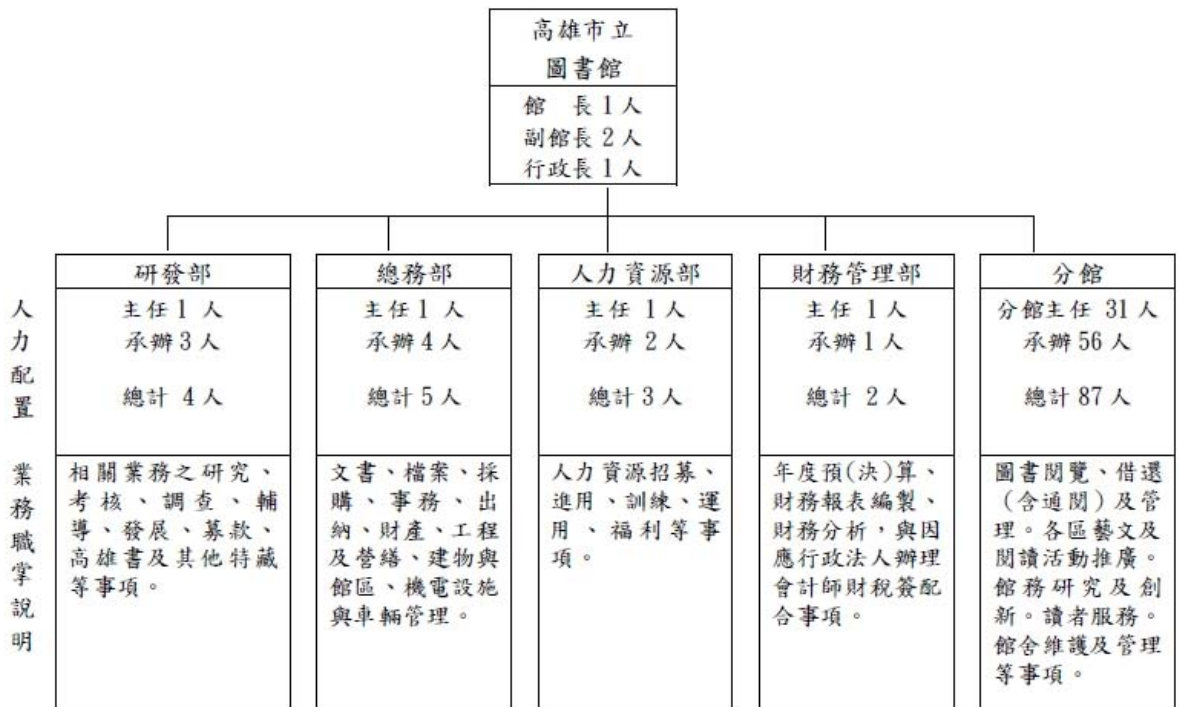 高雄市立
圖書館
館 長 1 人
副館長 2 人
行政長 1 人
人力配置
研發部
主任 1 人
承辦 3 人
總計 4 人
總務部
主任 1 人
承辦 4 人
總計 5 人
人力資源部
主任 1 人
承辦 2 人
總計 3 人
財務管理部
主任 1 人
承辦 1 人
總計 2 人
分館
分館主任 31 人
承辦 56 人
總計 87 人
業務職掌說明
相關業務之研究、
考核、調查、輔
導、發展、募款、
高雄書及其他特藏
等事項。
文書、檔案、採
購、事務、出
納、財產、工程
及營繕、建物與
館區、機電設施
與車輛管理。
人力資源招募、
進用、訓練、運
用、福利等事
項。
年度預(決)算、
財務報表編製、
財務分析，與因
應行政法人辦理
會計師財稅簽配
合事項。
圖書閱覽、借還
(含通閱)及管
理。各區藝文及
閱讀活動推廣。
館務研究及創
新。讀者服務。
館舍維護及管理
等事項。